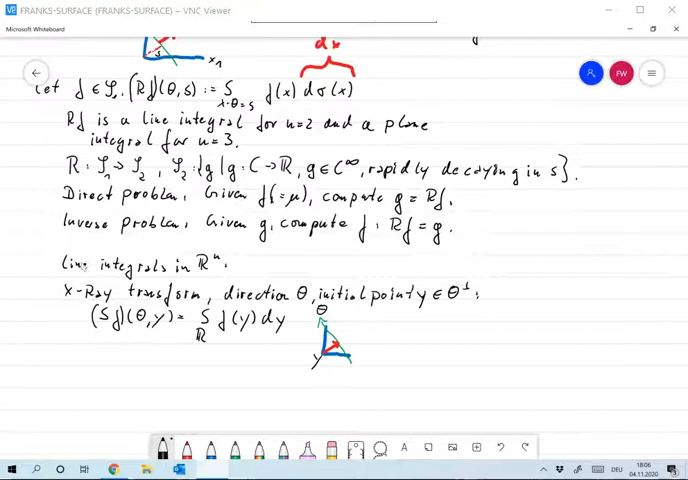 FRANKS-SURFACE (FRANKS-SURFACE) - VNC Viewer
Microsoft Whiteboard
x₁
s
dx
Let f ∈ 𝒮₁. (Rf)(θ,s) := ∫ x·θ=s f(x) dσ(x)
FW
Rf is a line integral for n=2 and a plane
integral for n=3.
R: 𝒮₁ → 𝒮₂, 𝒮₂: {g | g: C → ℝ, g ∈ C^∞, rapidly decaying in s}.
Direct problem. Given f(=μ), compute g = Rf.
Inverse problem. Given g, compute f: Rf = g.
Line integrals in ℝⁿ.
X-Ray transform, direction θ, initial point y ∈ θ^⊥:
(Sf)(θ,y) = ∫ ℝ f(y) dy
θ
y
DEU
18:06
04.11.2020